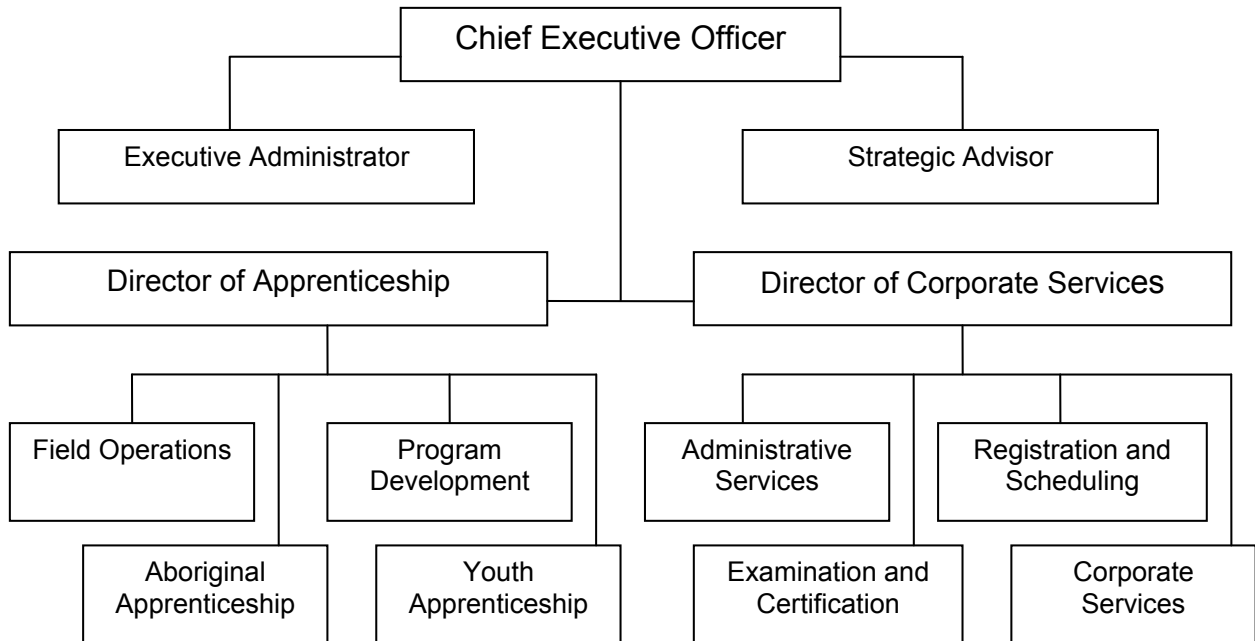 Chief Executive Officer
Executive Administrator
Strategic Advisor
Director of Apprenticeship
Director of Corporate Services
Field Operations
Program
Development
Administrative
Services
Registration and
Scheduling
Aboriginal
Apprenticeship
Youth
Apprenticeship
Examination and
Certification
Corporate
Services